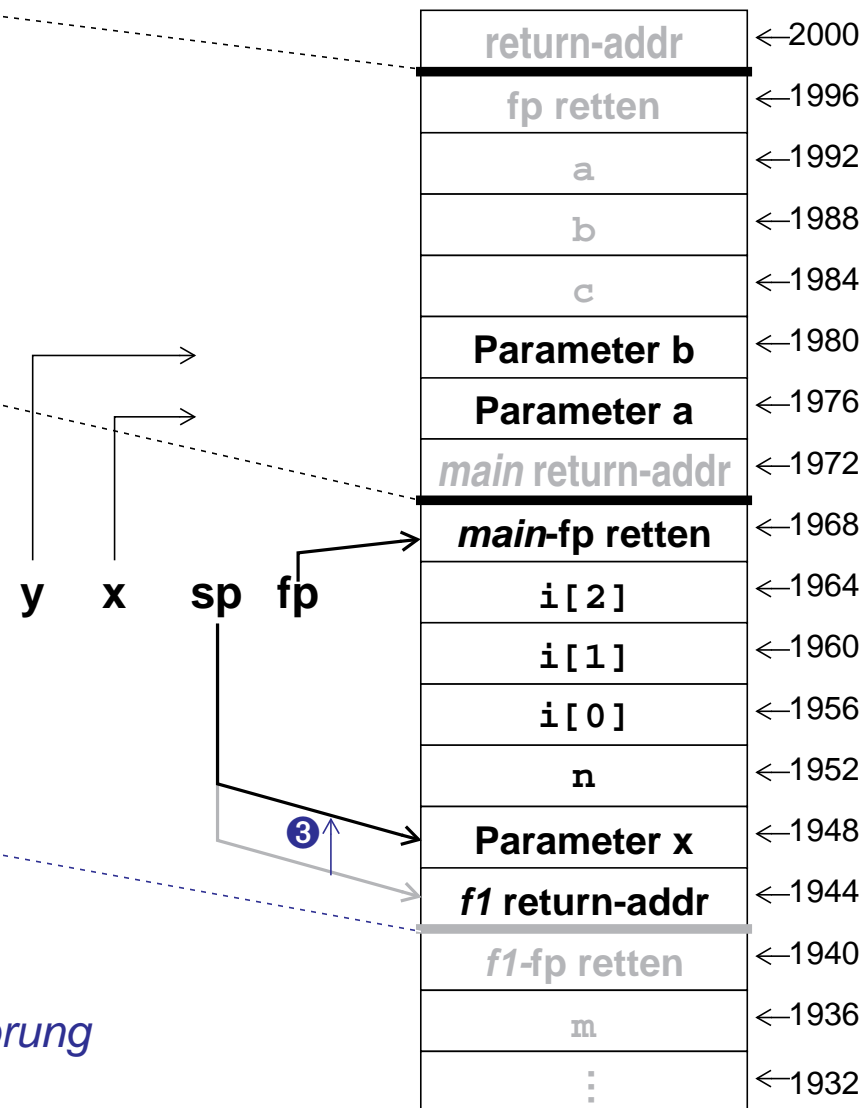 return-addr ←2000
fp retten ←1996
a ←1992
b ←1988
c ←1984
Parameter b ←1980
Parameter a ←1976
main return-addr ←1972
main-fp retten ←1968
y x sp fp i[2] ←1964
i[1] ←1960
i[0] ←1956
n ←1952
❸ Parameter x ←1948
f1 return-addr ←1944
f1-fp retten ←1940
m ←1936
⋮ ←1932